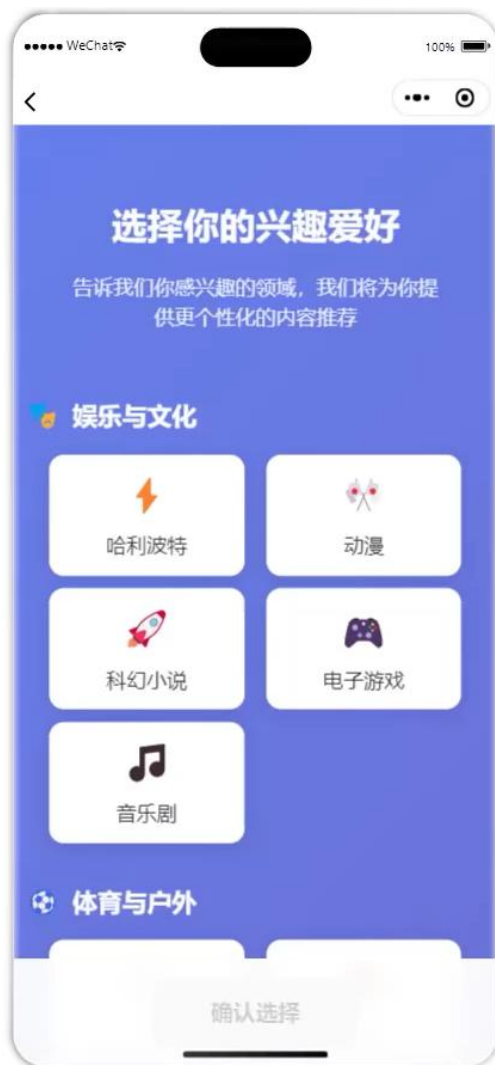 WeChat
100%
选择你的兴趣爱好
告诉我们你感兴趣的领域，我们将为你提
供更个性化的内容推荐
娱乐与文化
哈利波特
动漫
科幻小说
电子游戏
音乐剧
体育与户外
确认选择